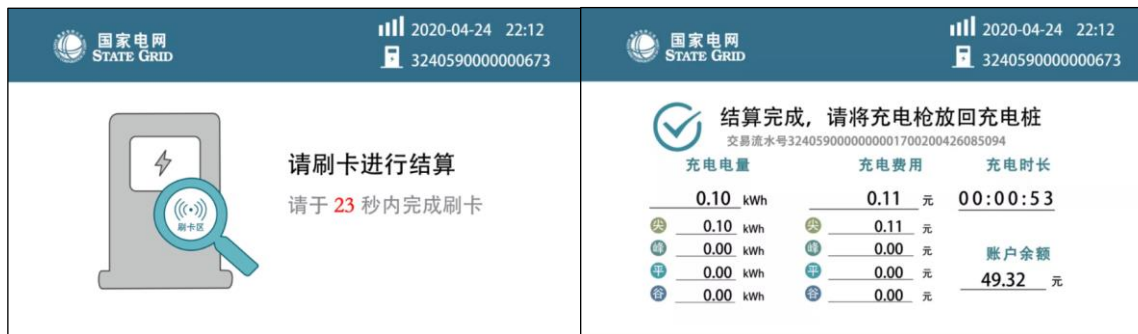 国家电网
STATE GRID
2020-04-24 22:12
3240590000000673
请刷卡进行结算
请于 23 秒内完成刷卡
刷卡区
国家电网
STATE GRID
2020-04-24 22:12
3240590000000673
结算完成，请将充电枪放回充电桩
交易流水号32405900000000001700200426085094
充电电量 充电费用 充电时长
0.10 kWh 0.11 元 00:00:53
尖 0.10 kWh 尖 0.11 元
峰 0.00 kWh 峰 0.00 元
账户余额
平 0.00 kWh 平 0.00 元
49.32 元
谷 0.00 kWh 谷 0.00 元